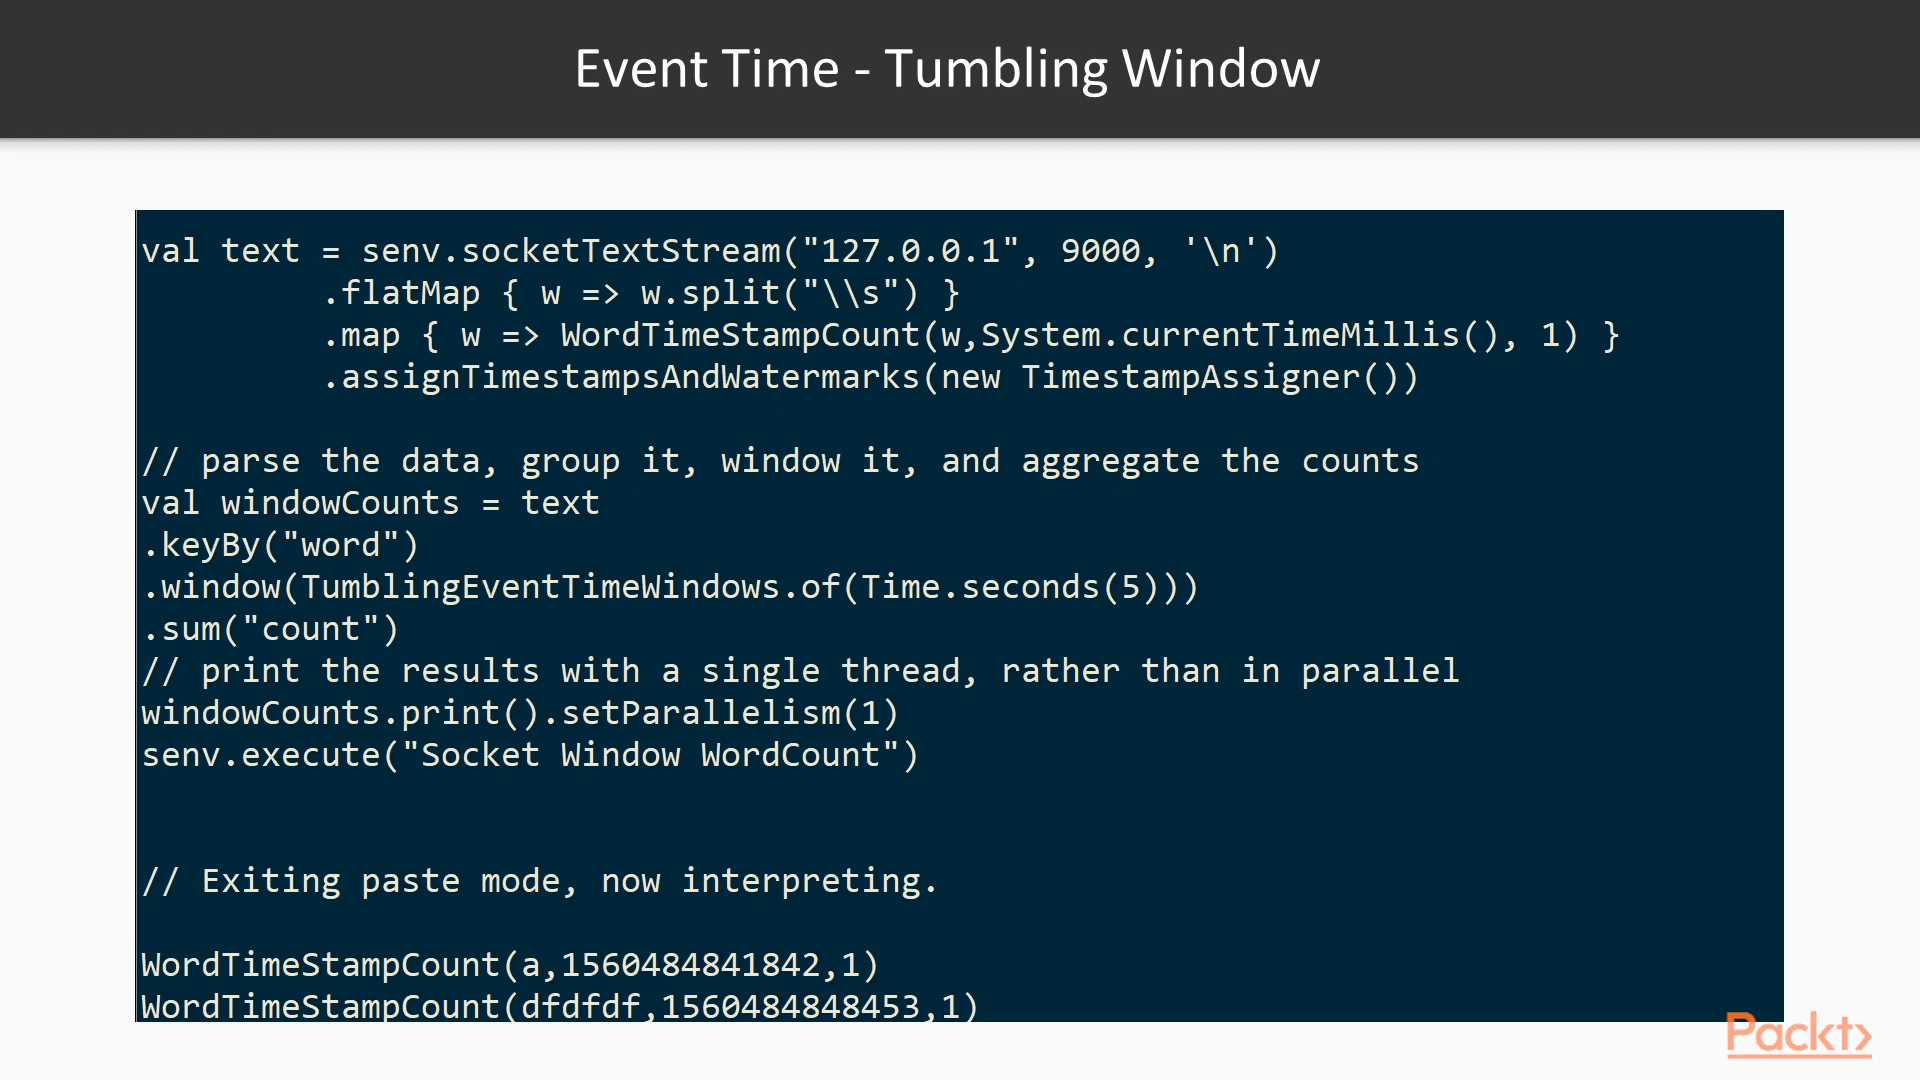 Event Time - Tumbling Window
val text = senv.socketTextStream("127.0.0.1", 9000, '\n')
.flatMap { w => w.split("\\s") }
.map { w => WordTimeStampCount(w,System.currentTimeMillis(), 1) }
.assignTimestampsAndWatermarks(new TimestampAssigner())
// parse the data, group it, window it, and aggregate the counts
val windowCounts = text
.keyBy("word")
.window(TumblingEventTimeWindows.of(Time.seconds(5)))
.sum("count")
// print the results with a single thread, rather than in parallel
windowCounts.print().setParallelism(1)
senv.execute("Socket Window WordCount")
// Exiting paste mode, now interpreting.
WordTimeStampCount(a,1560484841842,1)
WordTimeStampCount(dfdfdf,1560484848453,1)
Packt>